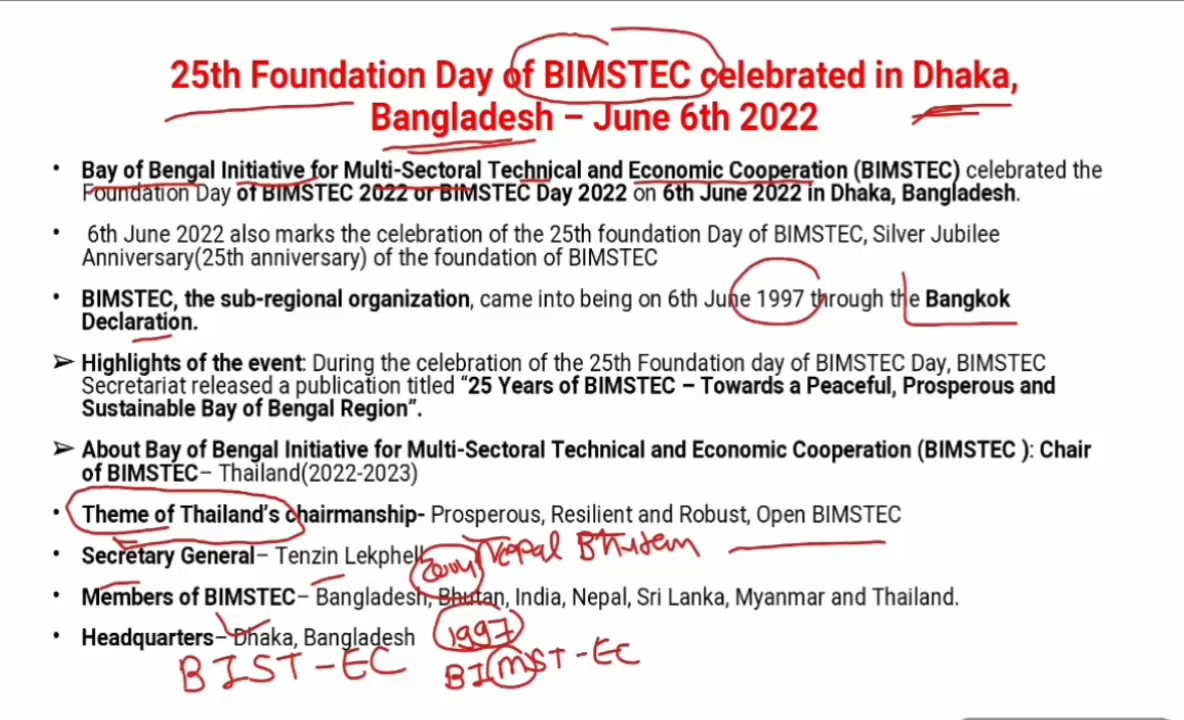 25th Foundation Day of BIMSTEC celebrated in Dhaka,
Bangladesh – June 6th 2022
• Bay of Bengal Initiative for Multi-Sectoral Technical and Economic Cooperation (BIMSTEC) celebrated the
Foundation Day of BIMSTEC 2022 or BIMSTEC Day 2022 on 6th June 2022 in Dhaka, Bangladesh.
• 6th June 2022 also marks the celebration of the 25th foundation Day of BIMSTEC, Silver Jubilee
Anniversary(25th anniversary) of the foundation of BIMSTEC
• BIMSTEC, the sub-regional organization, came into being on 6th June 1997 through the Bangkok
Declaration.
➢ Highlights of the event: During the celebration of the 25th Foundation day of BIMSTEC Day, BIMSTEC
Secretariat released a publication titled “25 Years of BIMSTEC – Towards a Peaceful, Prosperous and
Sustainable Bay of Bengal Region”.
➢ About Bay of Bengal Initiative for Multi-Sectoral Technical and Economic Cooperation (BIMSTEC ): Chair
of BIMSTEC– Thailand(2022-2023)
• Theme of Thailand’s chairmanship- Prosperous, Resilient and Robust, Open BIMSTEC
• Secretary General– Tenzin Lekphell
Nepal Bhutan
• Members of BIMSTEC– Bangladesh, Bhutan, India, Nepal, Sri Lanka, Myanmar and Thailand.
• Headquarters– Dhaka, Bangladesh
1997
BIST-EC
BIMST-EC